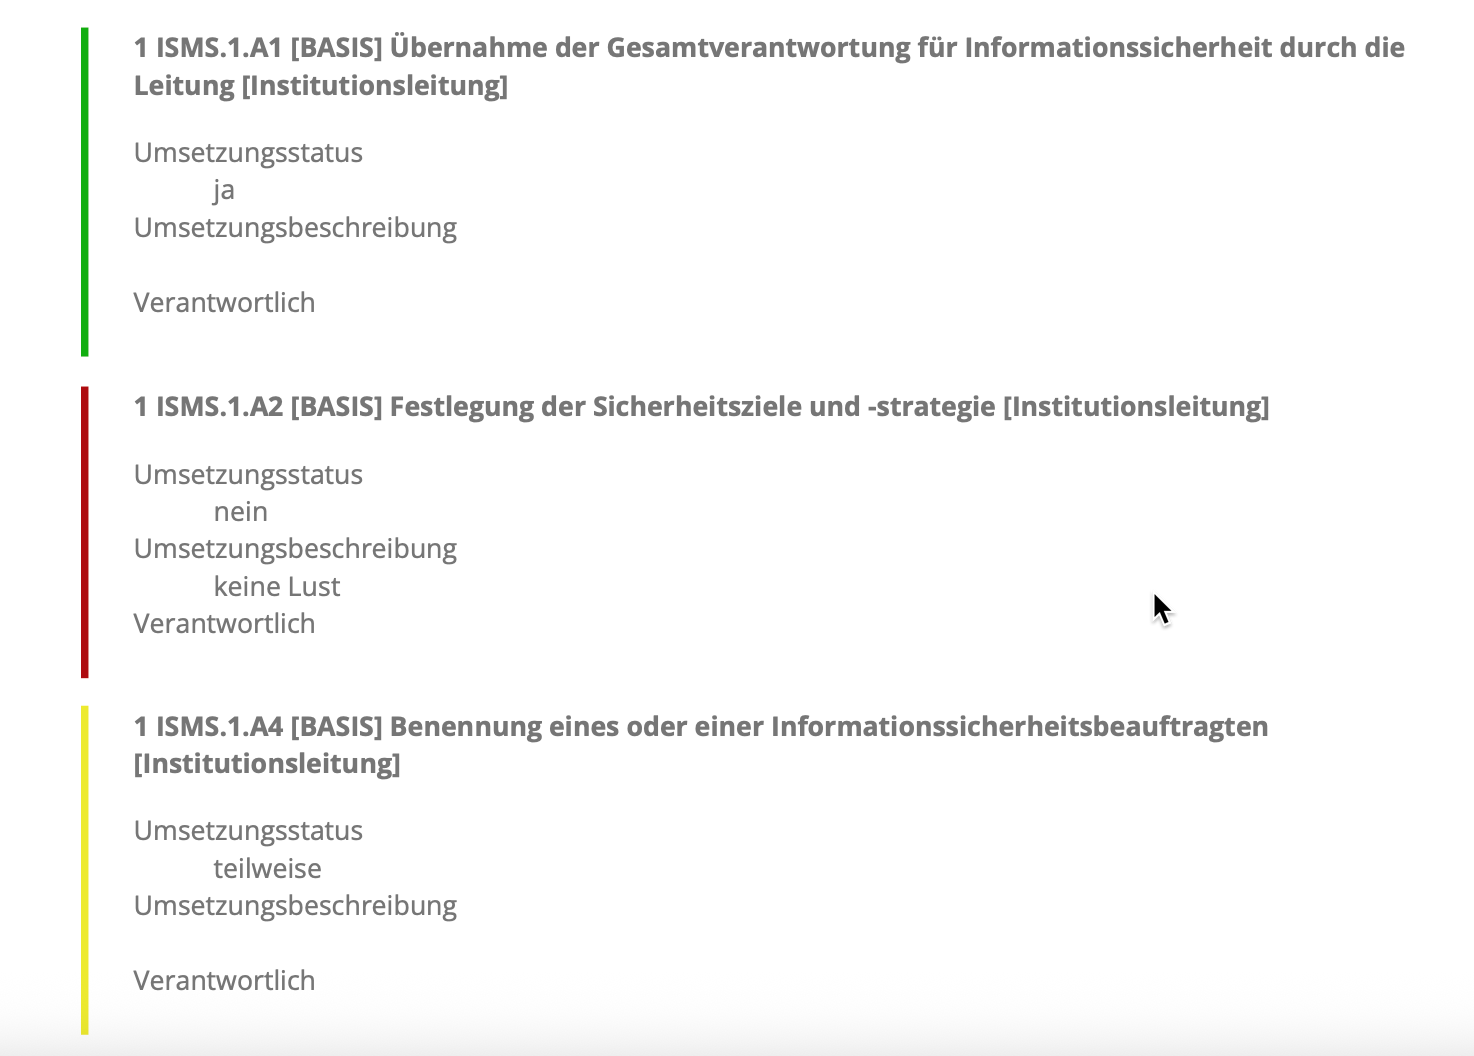 1 ISMS.1.A1 [BASIS] Übernahme der Gesamtverantwortung für Informationssicherheit durch die
Leitung [Institutionsleitung]
Umsetzungsstatus
ja
Umsetzungsbeschreibung
Verantwortlich
1 ISMS.1.A2 [BASIS] Festlegung der Sicherheitsziele und -strategie [Institutionsleitung]
Umsetzungsstatus
nein
Umsetzungsbeschreibung
keine Lust
Verantwortlich
1 ISMS.1.A4 [BASIS] Benennung eines oder einer Informationssicherheitsbeauftragten
[Institutionsleitung]
Umsetzungsstatus
teilweise
Umsetzungsbeschreibung
Verantwortlich